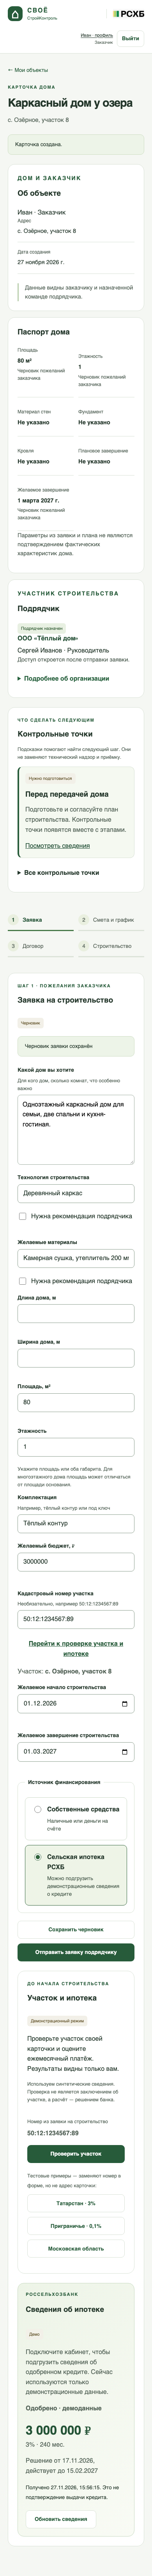 СВОЁ
СтройКонтроль
РСХБ
Иван · профиль
Заказчик
Выйти
← Мои объекты
КАРТОЧКА ДОМА
Каркасный дом у озера
с. Озёрное, участок 8
Карточка создана.
ДОМ И ЗАКАЗЧИК
Об объекте
Иван · Заказчик
Адрес
с. Озёрное, участок 8
Дата создания
27 ноября 2026 г.
Данные видны заказчику и назначенной
команде подрядчика.
Паспорт дома
Площадь
80 м²
Черновик пожеланий
заказчика
Этажность
1
Черновик пожеланий
заказчика
Материал стен
Не указано
Фундамент
Не указано
Кровля
Не указано
Плановое завершение
Не указано
Желаемое завершение
1 марта 2027 г.
Черновик пожеланий
заказчика
Параметры из заявки и плана не являются
подтверждением фактических
характеристик дома.
УЧАСТНИК СТРОИТЕЛЬСТВА
Подрядчик
Подрядчик назначен
ООО «Тёплый дом»
Сергей Иванов · Руководитель
Доступ откроется после отправки заявки.
▶ Подробнее об организации
ЧТО СДЕЛАТЬ СЛЕДУЮЩИМ
Контрольные точки
Подсказки помогают найти следующий шаг. Они
не заменяют технический надзор и приёмку.
Нужно подготовиться
Перед передачей дома
Подготовьте и согласуйте план
строительства. Контрольные
точки появятся вместе с этапами.
Посмотреть сведения
▶ Все контрольные точки
1 Заявка
2 Смета и график
3 Договор
4 Строительство
ШАГ 1 · ПОЖЕЛАНИЯ ЗАКАЗЧИКА
Заявка на строительство
Черновик
Черновик заявки сохранён
Какой дом вы хотите
Для кого дом, сколько комнат, что особенно
важно
Одноэтажный каркасный дом для
семьи, две спальни и кухня-
гостиная.
Технология строительства
Деревянный каркас
Нужна рекомендация подрядчика
Желаемые материалы
Камерная сушка, утеплитель 200 мм
Нужна рекомендация подрядчика
Длина дома, м
Ширина дома, м
Площадь, м²
80
Этажность
1
Укажите площадь или оба габарита. Для
многоэтажного дома площадь может отличаться
от площади основания.
Комплектация
Например, тёплый контур или под ключ
Тёплый контур
Желаемый бюджет, ₽
3000000
Кадастровый номер участка
Необязательно, например 50:12:1234567:89
50:12:1234567:89
Перейти к проверке участка и
ипотеке
Участок: с. Озёрное, участок 8
Желаемое начало строительства
01.12.2026
Желаемое завершение строительства
01.03.2027
Источник финансирования
Собственные средства
Наличные или деньги на
счёте
Сельская ипотека
РСХБ
Можно подгрузить
демонстрационные сведения
о кредите
Сохранить черновик
Отправить заявку подрядчику
ДО НАЧАЛА СТРОИТЕЛЬСТВА
Участок и ипотека
Демонстрационный режим
Проверьте участок своей
карточки и оцените
ежемесячный платёж.
Результаты видны только вам.
Используем синтетические сведения.
Проверка не является заключением об
участке, а расчёт — решением банка.
Номер из заявки на строительство
50:12:1234567:89
Проверить участок
Тестовые примеры — заменяют номер в
форме, но не адрес карточки:
Татарстан · 3%
Приграничье · 0,1%
Московская область
РОССЕЛЬХОЗБАНК
Сведения об ипотеке
Демо
Подключите кабинет, чтобы
подгрузить сведения об
одобренном кредите. Сейчас
используются только
демонстрационные данные.
Одобрено · демоданные
3 000 000 ₽
3% · 240 мес.
Решение от 17.11.2026,
действует до 15.02.2027
Получено 27.11.2026, 15:56:15. Это не
подтверждение выдачи кредита.
Обновить сведения